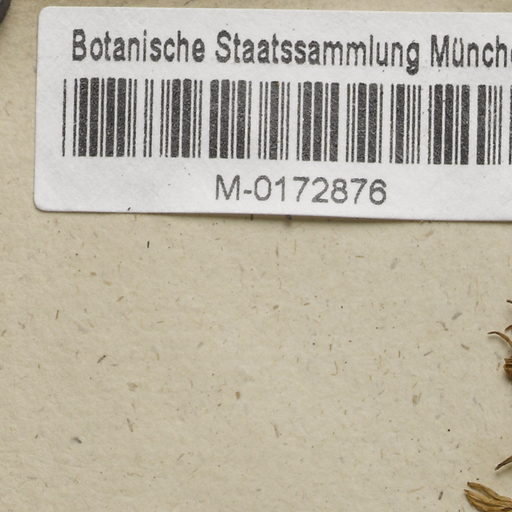 Botanische Staatssammlung Münch
M-0172876